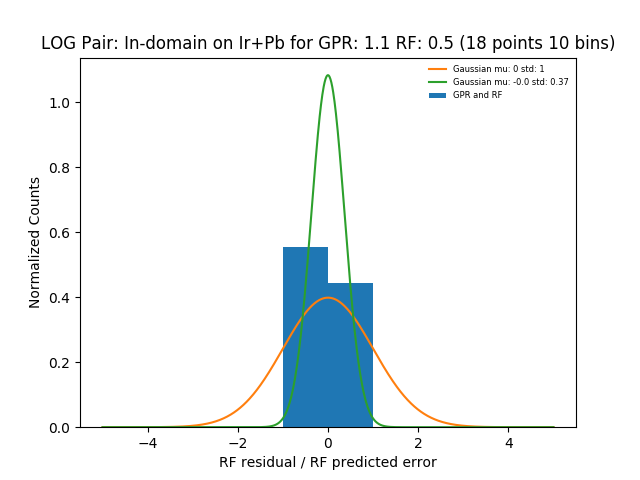 LOG Pair: In-domain on Ir+Pb for GPR: 1.1 RF: 0.5 (18 points 10 bins)
Gaussian mu: 0 std: 1
Gaussian mu: -0.0 std: 0.37
GPR and RF
Normalized Counts
1.0
0.8
0.6
0.4
0.2
0.0
−4
−2
0
2
4
RF residual / RF predicted error